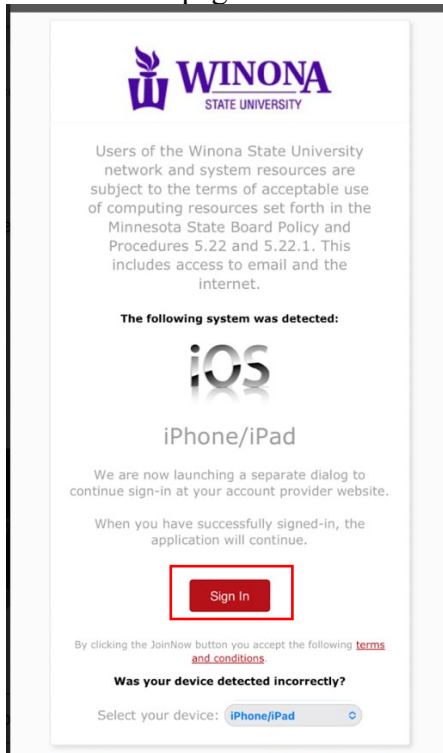 WINONA
STATE UNIVERSITY
Users of the Winona State University
network and system resources are
subject to the terms of acceptable use
of computing resources set forth in the
Minnesota State Board Policy and
Procedures 5.22 and 5.22.1. This
includes access to email and the
internet.
The following system was detected:
iOS
iPhone/iPad
We are now launching a separate dialog to
continue sign-in at your account provider website.
When you have successfully signed-in, the
application will continue.
Sign In
By clicking the JoinNow button you accept the following terms
and conditions.
Was your device detected incorrectly?
Select your device: iPhone/iPad